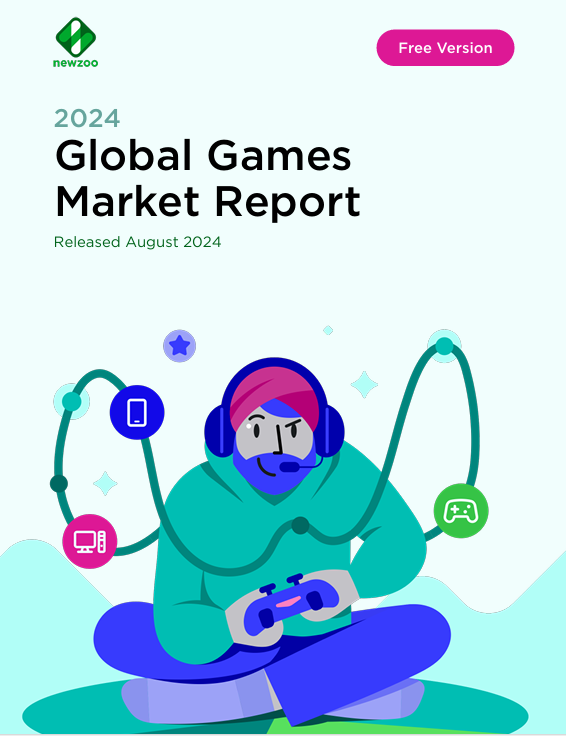 newzoo
Free Version
2024
Global Games
Market Report
Released August 2024